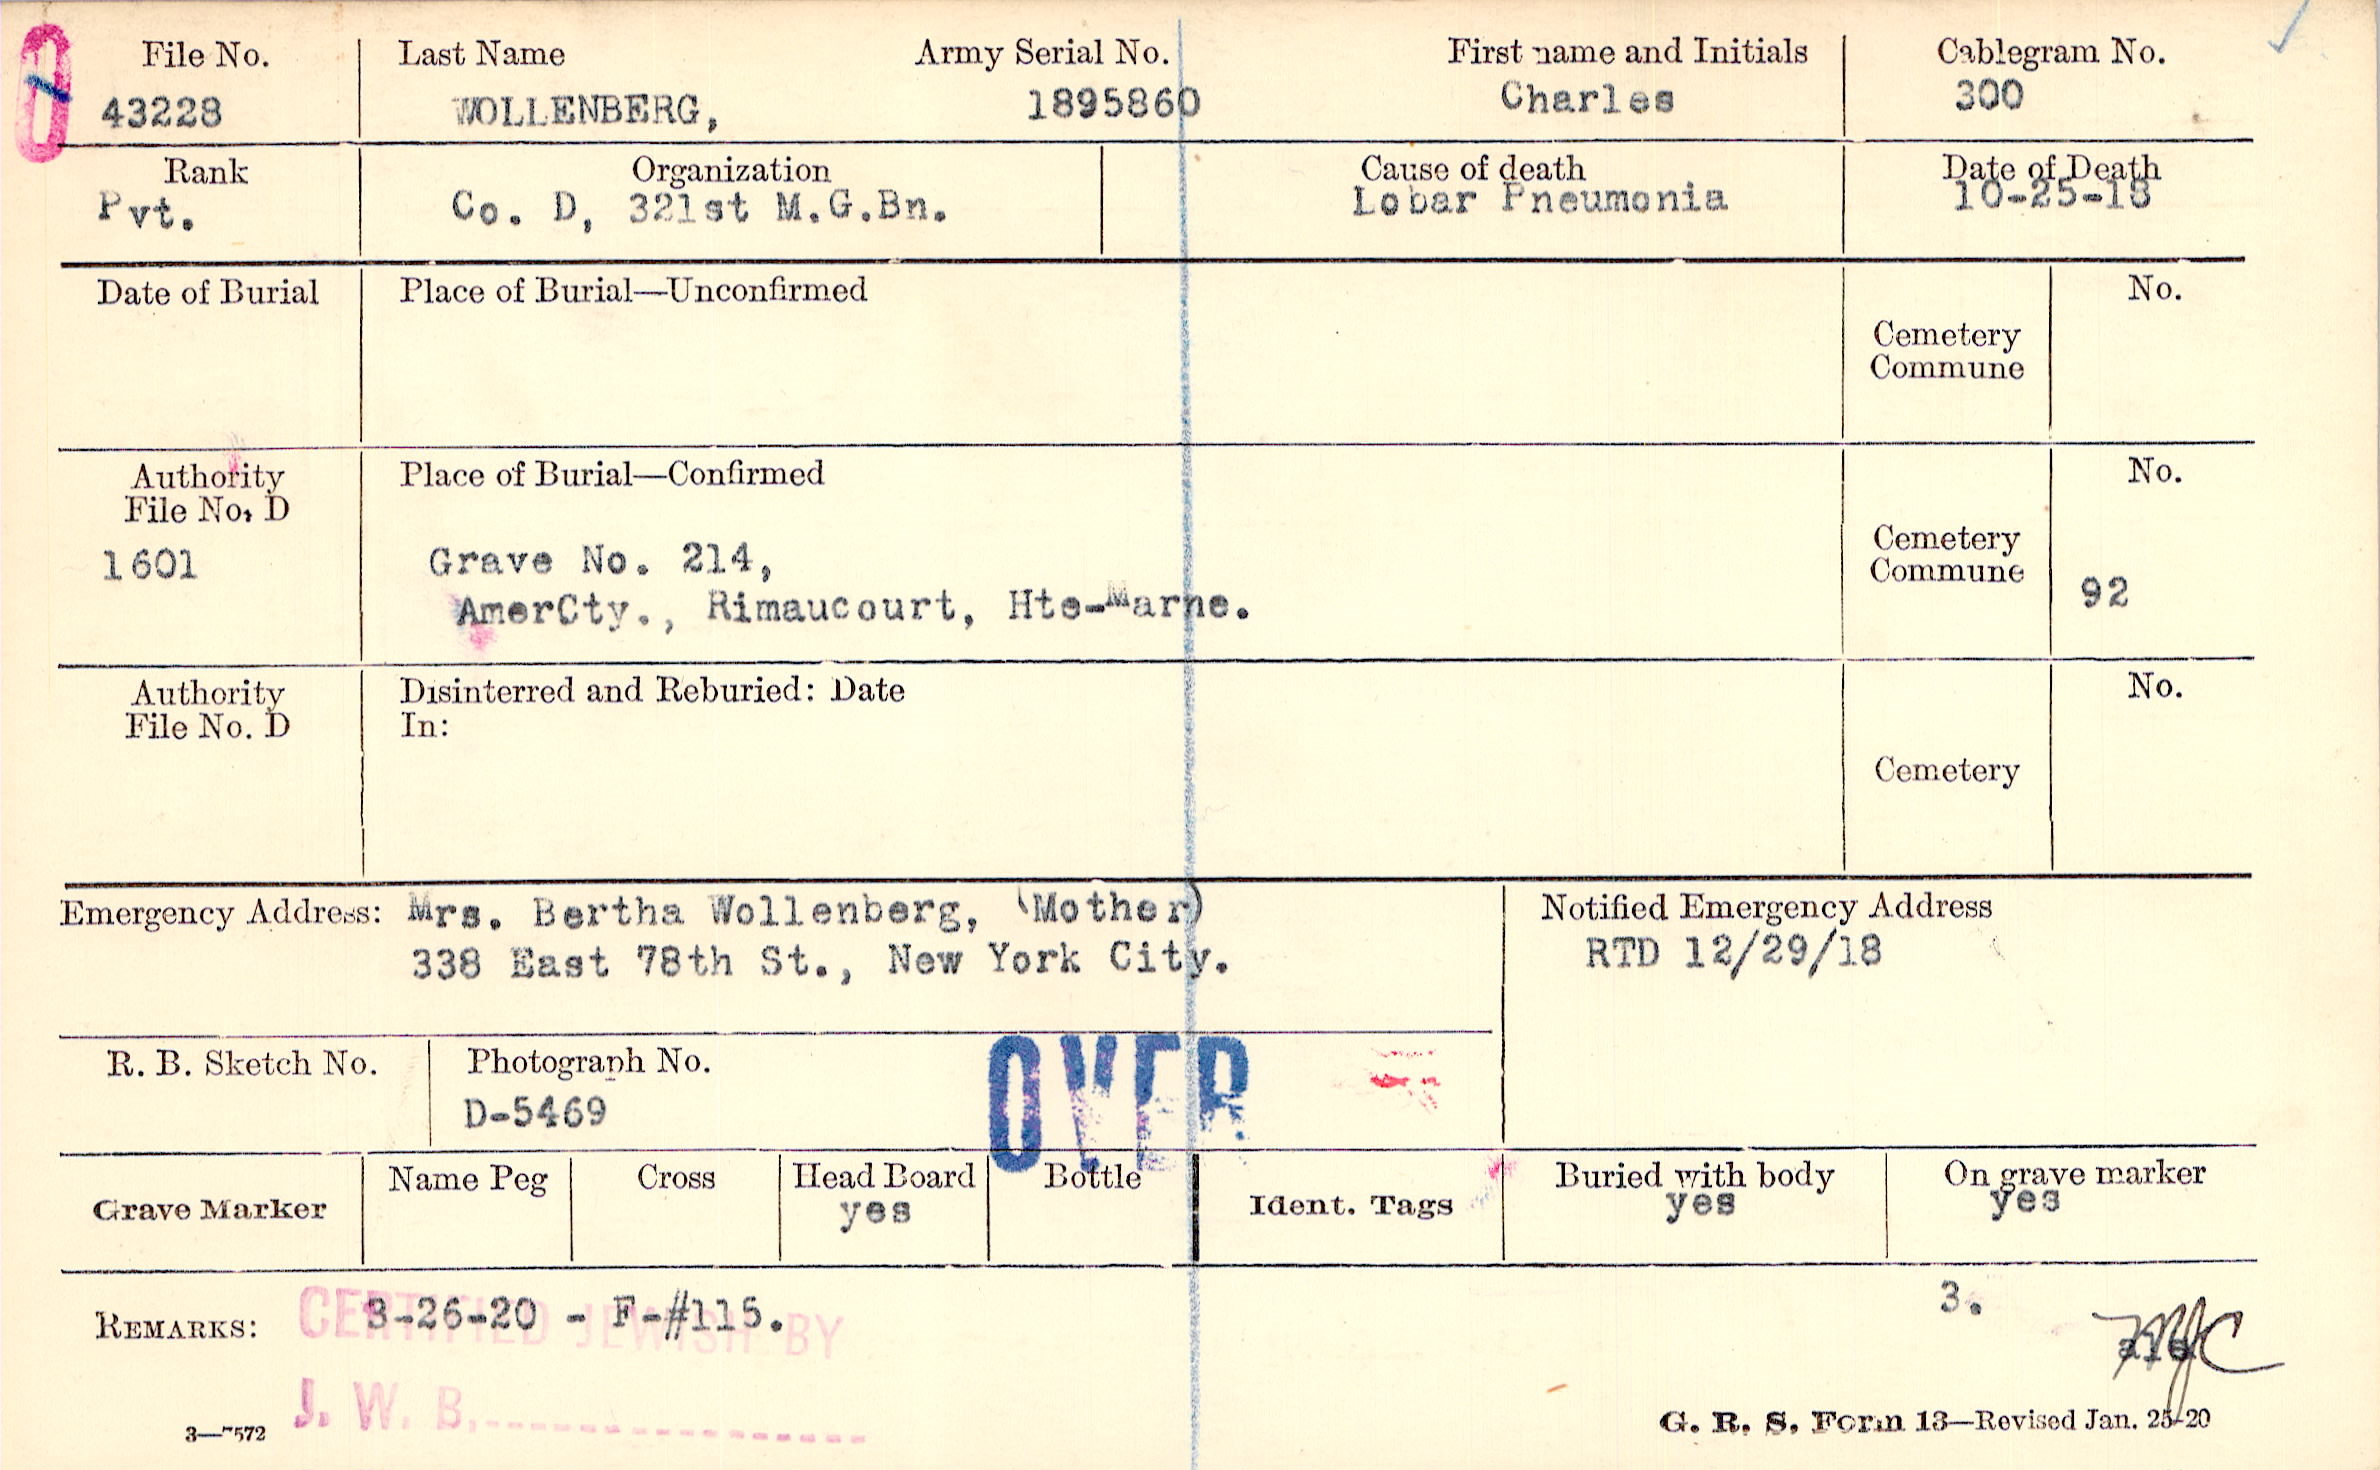 File No. Last Name Army Serial No. First name and Initials Cablegram No.
43228 WOLLENBERG, 1895860 Charles 300
Rank Organization Cause of death Date of Death
Pvt. Co. D, 321st M.G.Bn. Lobar Pneumonia 10-25-18
Date of Burial Place of Burial—Unconfirmed No.
Cemetery
Commune
Authority Place of Burial—Confirmed No.
File No. D
1601 Grave No. 214, Cemetery
Commune 92
AmerCty., Rimaucourt, Hte-Marne.
Authority Disinterred and Reburied: Date No.
File No. D In:
Cemetery
Emergency Address: Mrs. Bertha Wollenberg, (Mother) Notified Emergency Address
338 East 78th St., New York City. RTD 12/29/18
R. B. Sketch No. Photograph No.
D-5469
OVER
Grave Marker Name Peg Cross Head Board Bottle Ident. Tags Buried with body On grave marker
yes yes yes
REMARKS: 3-26-20 - F-#115. 3.
CERTIFIED JEWISH BY
J. W. B.
3—7572 G. R. S. Form 13—Revised Jan. 25-20